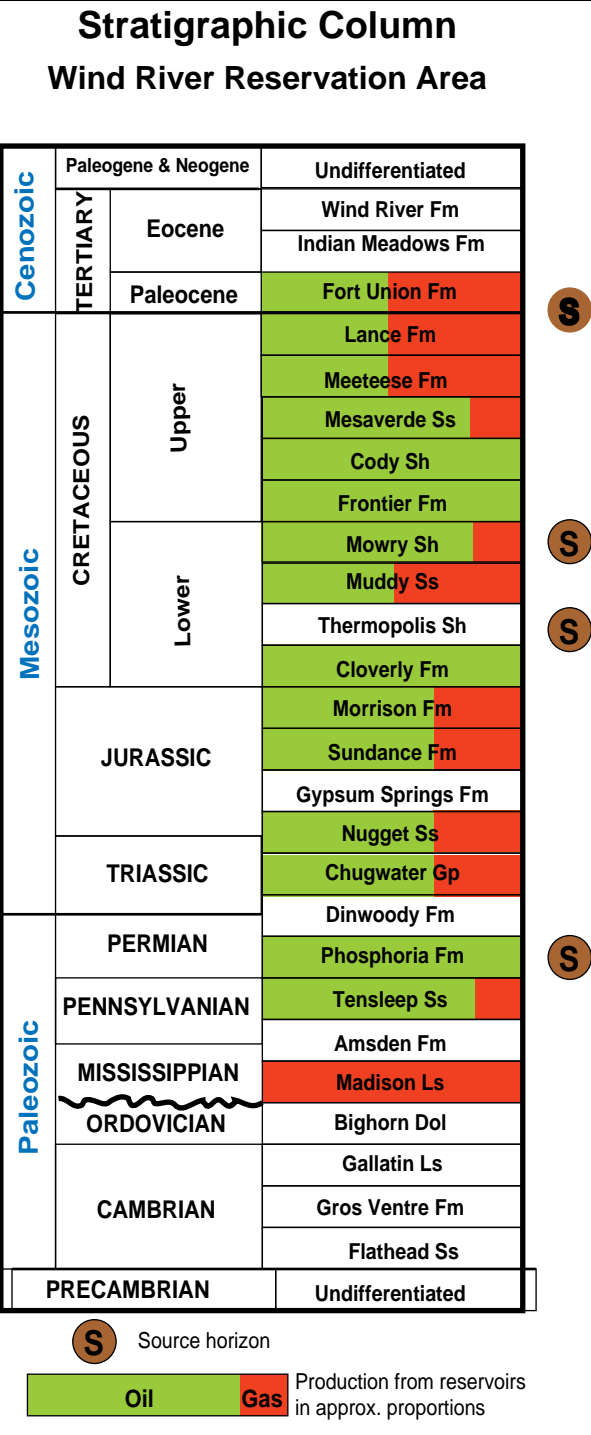 Stratigraphic Column
Wind River Reservation Area
Cenozoic
Paleogene & Neogene
Undifferentiated
TERTIARY
Eocene
Wind River Fm
Indian Meadows Fm
Paleocene
Fort Union Fm
S
Mesozoic
CRETACEOUS
Upper
Lance Fm
Meeteese Fm
Mesaverde Ss
Cody Sh
Frontier Fm
Lower
Mowry Sh
S
Muddy Ss
Thermopolis Sh
S
Cloverly Fm
JURASSIC
Morrison Fm
Sundance Fm
Gypsum Springs Fm
Nugget Ss
TRIASSIC
Chugwater Gp
Dinwoody Fm
Paleozoic
PERMIAN
Phosphoria Fm
S
PENNSYLVANIAN
Tensleep Ss
Amsden Fm
MISSISSIPPIAN
Madison Ls
ORDOVICIAN
Bighorn Dol
CAMBRIAN
Gallatin Ls
Gros Ventre Fm
Flathead Ss
PRECAMBRIAN
Undifferentiated
S Source horizon
Oil Gas
Production from reservoirs
in approx. proportions